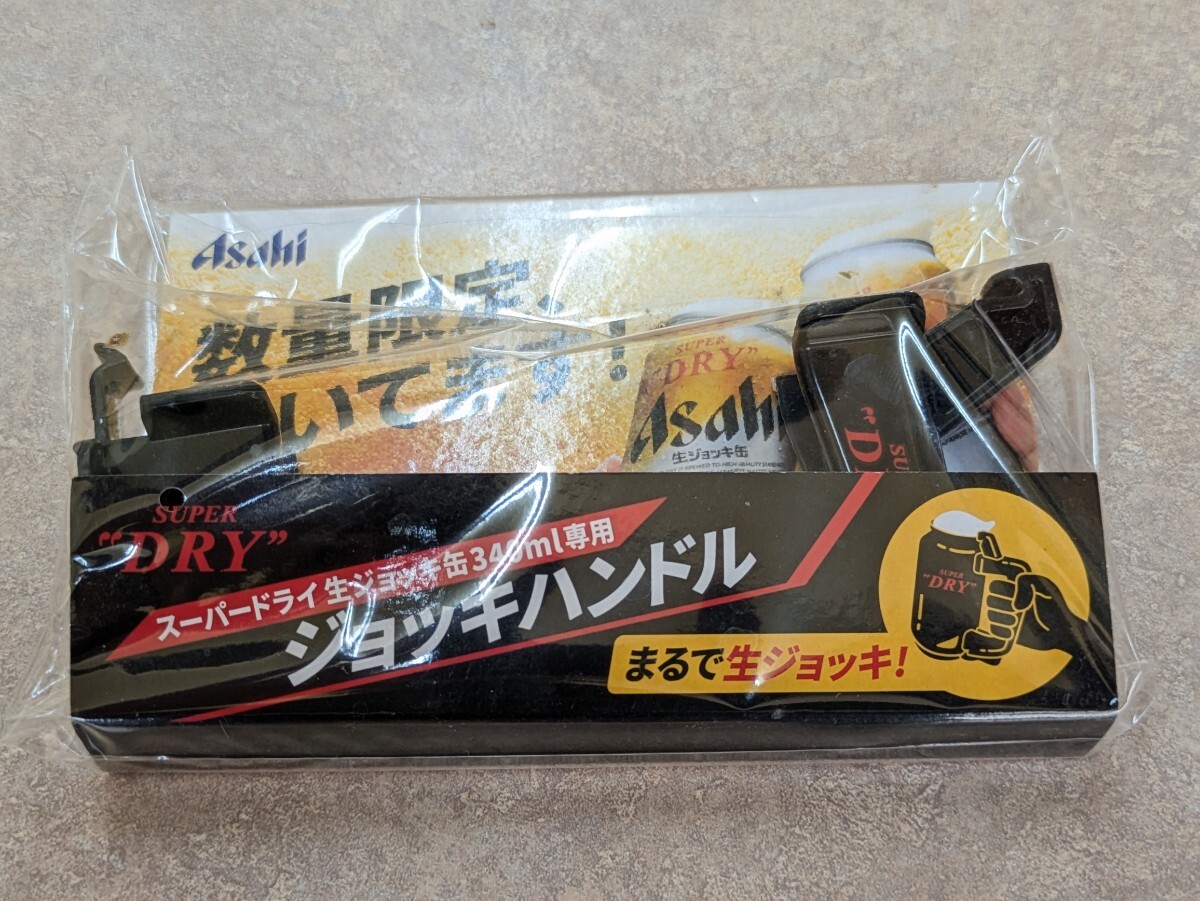 Asahi
数量限定、
いてます!
SUPER
"DRY"
Asahi
生ジョッキ缶
SUPER
"D
SUPER
"DRY"
スーパードライ 生ジョッキ缶340ml専用
ジョッキハンドル
まるで生ジョッキ!
SUPER
"DRY"